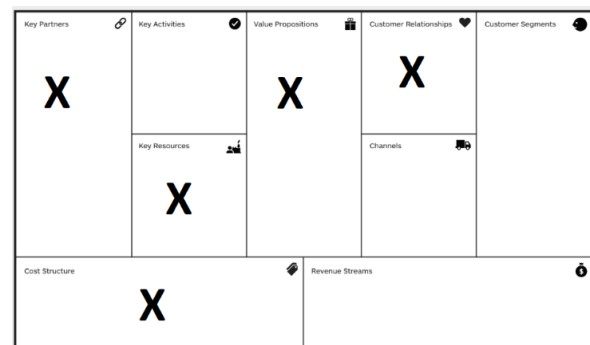 Key Partners
Key Activities
Value Propositions
Customer Relationships
Customer Segments
X
X
X
Key Resources
Channels
X
Cost Structure
Revenue Streams
X